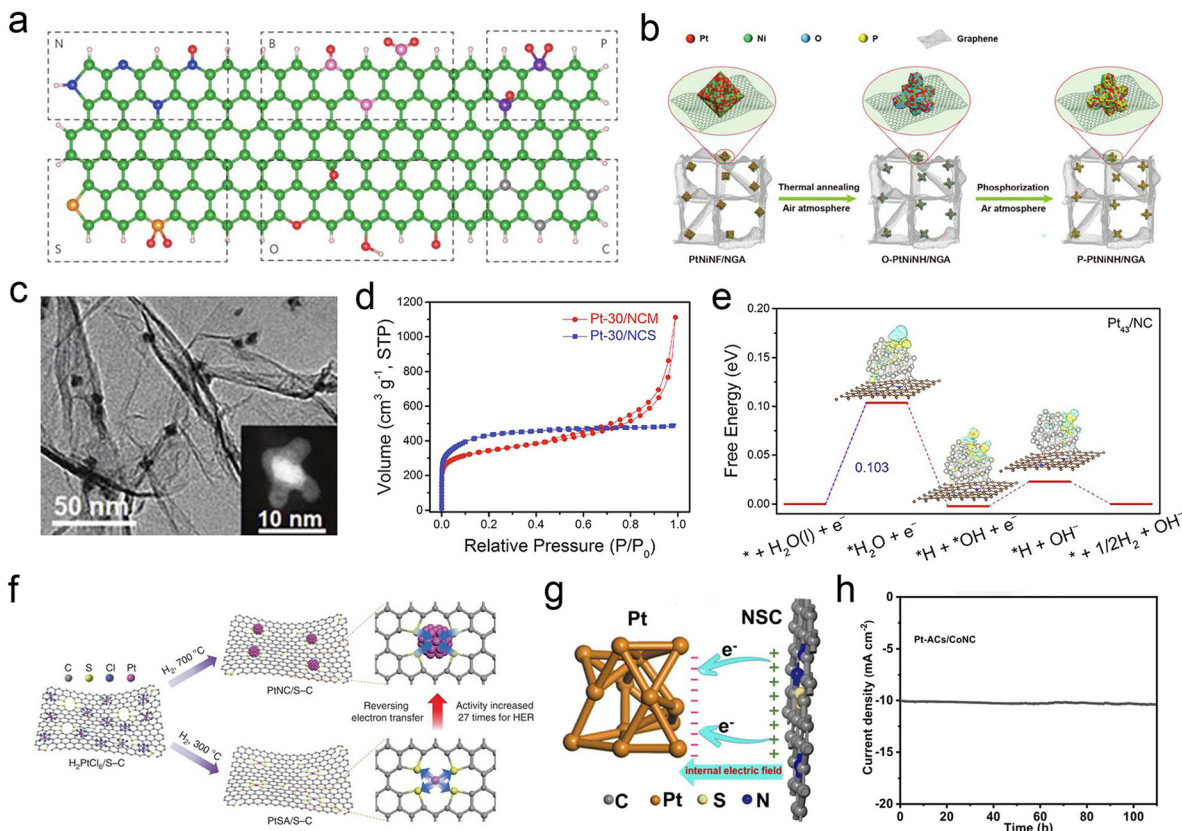 a
N
B
P
S
O
C
b
Pt
Ni
O
P
Graphene
Thermal annealing
Air atmosphere
Phosphorization
Ar atmosphere
PtNiNF/NGA
O-PtNiNH/NGA
P-PtNiNH/NGA
c
50 nm
10 nm
d
Volume (cm³ g⁻¹, STP)
1200
1000
800
600
400
200
0
Pt-30/NCM
Pt-30/NCS
0.0 0.2 0.4 0.6 0.8 1.0
Relative Pressure (P/P₀)
e
Free Energy (eV)
0.20
0.15
0.10
0.05
0.00
Pt₄₃/NC
0.103
* + H₂O(l) + e⁻
*H₂O + e⁻
*H + *OH + e⁻
*H + OH⁻
* + 1/2H₂ + OH⁻
f
C S Cl Pt
H₂PtCl₆/S–C
H₂, 700 °C
H₂, 300 °C
PtNC/S–C
PtSA/S–C
Reversing
electron transfer
Activity increased
27 times for HER
g
Pt
NSC
e⁻
e⁻
internal electric field
C Pt S N
h
Current density (mA cm⁻²)
0
-5
-10
-15
-20
Pt-ACs/CoNC
0 20 40 60 80 100
Time (h)